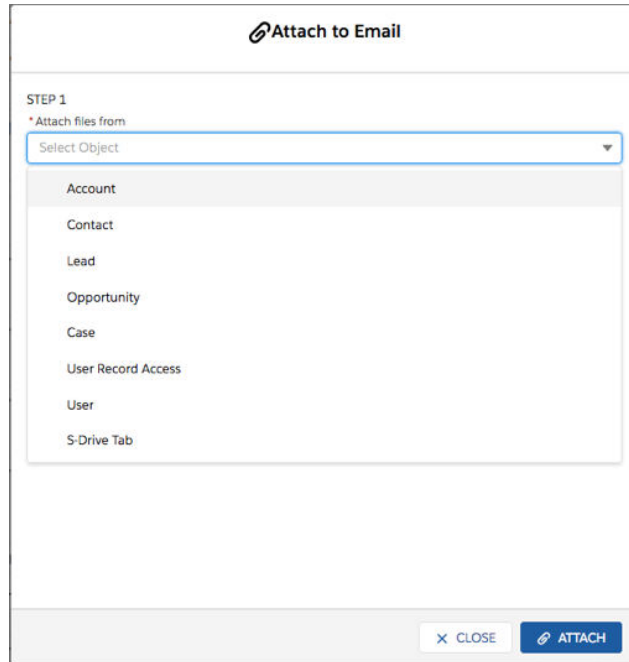 Attach to Email
STEP 1
* Attach files from
Select Object
Account
Contact
Lead
Opportunity
Case
User Record Access
User
S-Drive Tab
CLOSE ATTACH